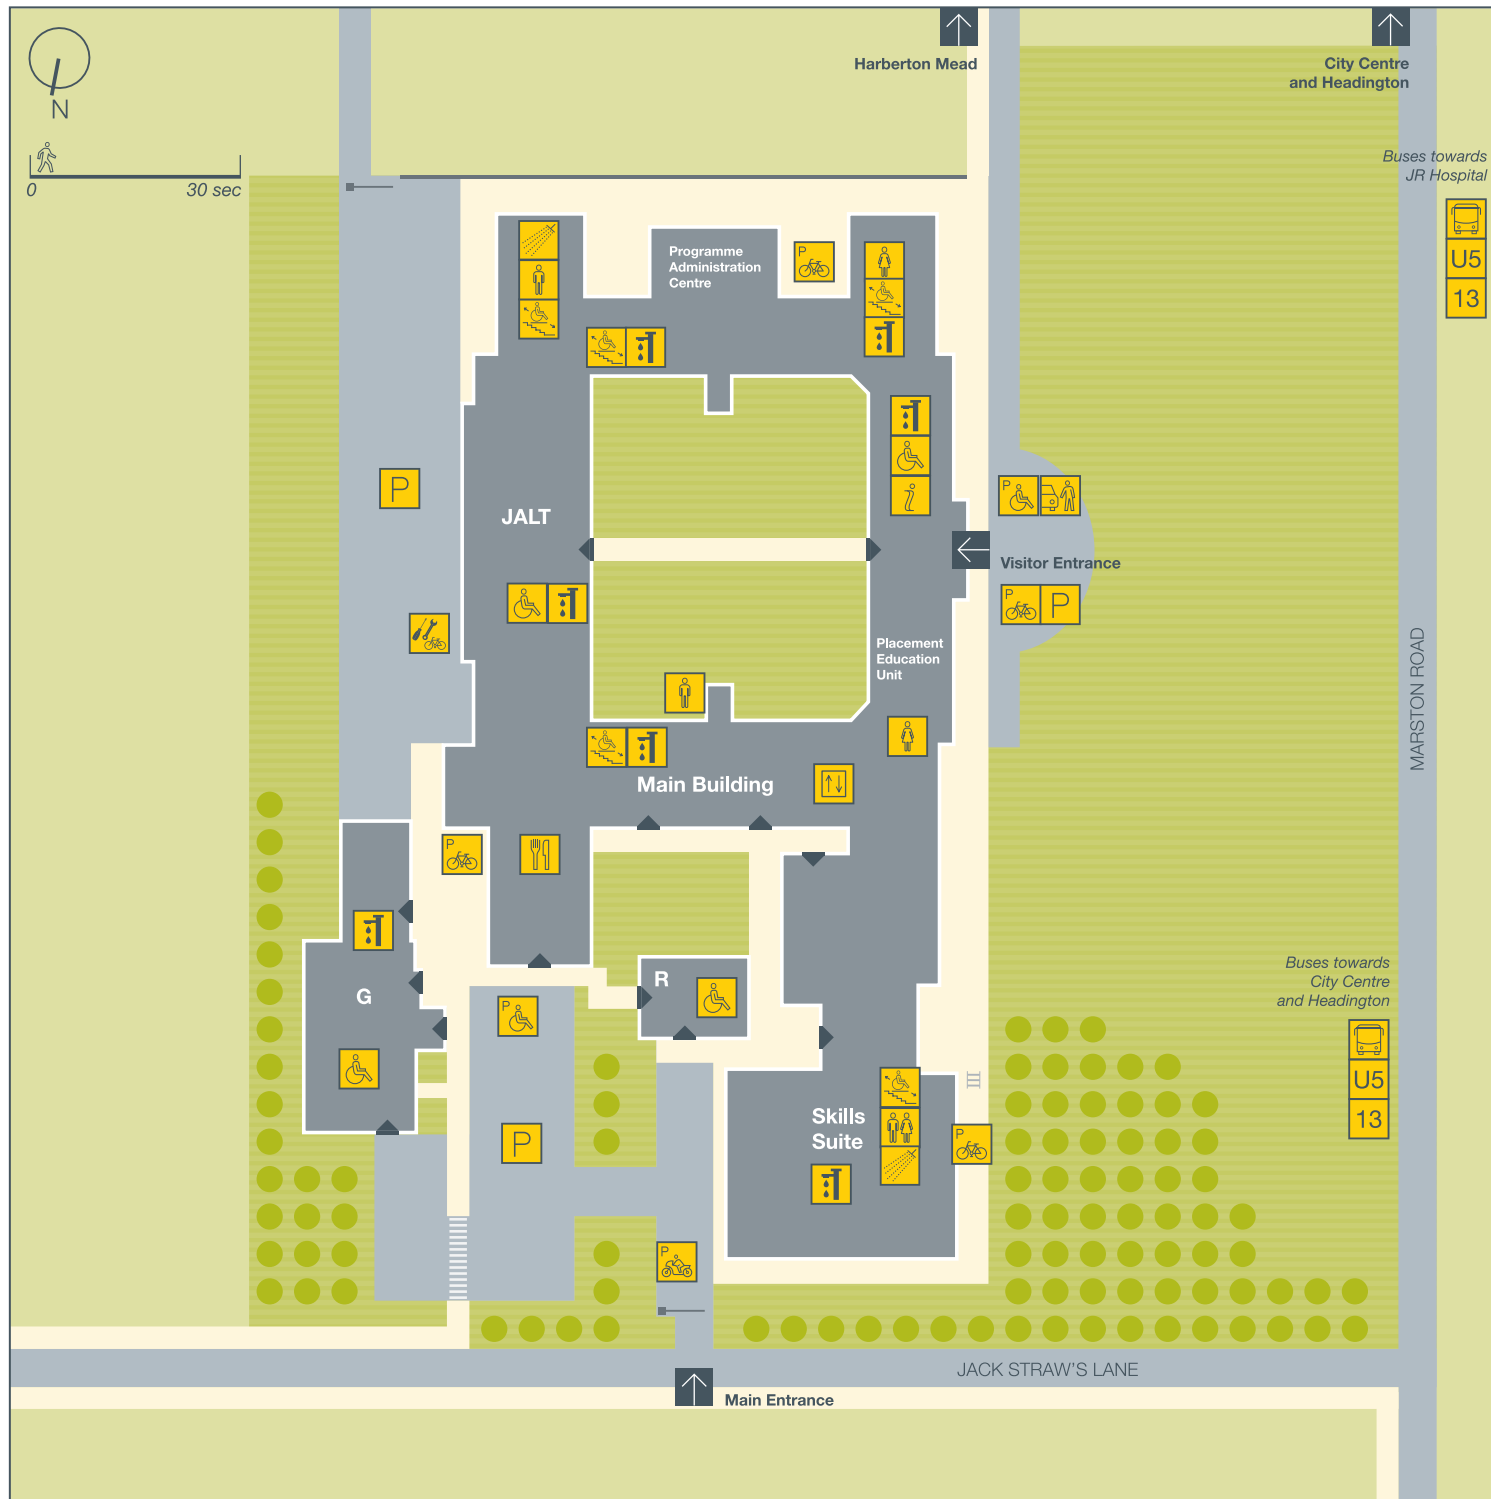 Harberton Mead
City Centre
and Headington
N
0
30 sec
Buses towards
JR Hospital
U5
13
Programme
Administration
Centre
P
P
JALT
P
Visitor Entrance
P
P
Placement
Education
Unit
MARSTON ROAD
Main Building
P
R
G
P
Buses towards
City Centre
and Headington
U5
13
Skills
Suite
P
P
P
JACK STRAW'S LANE
Main Entrance